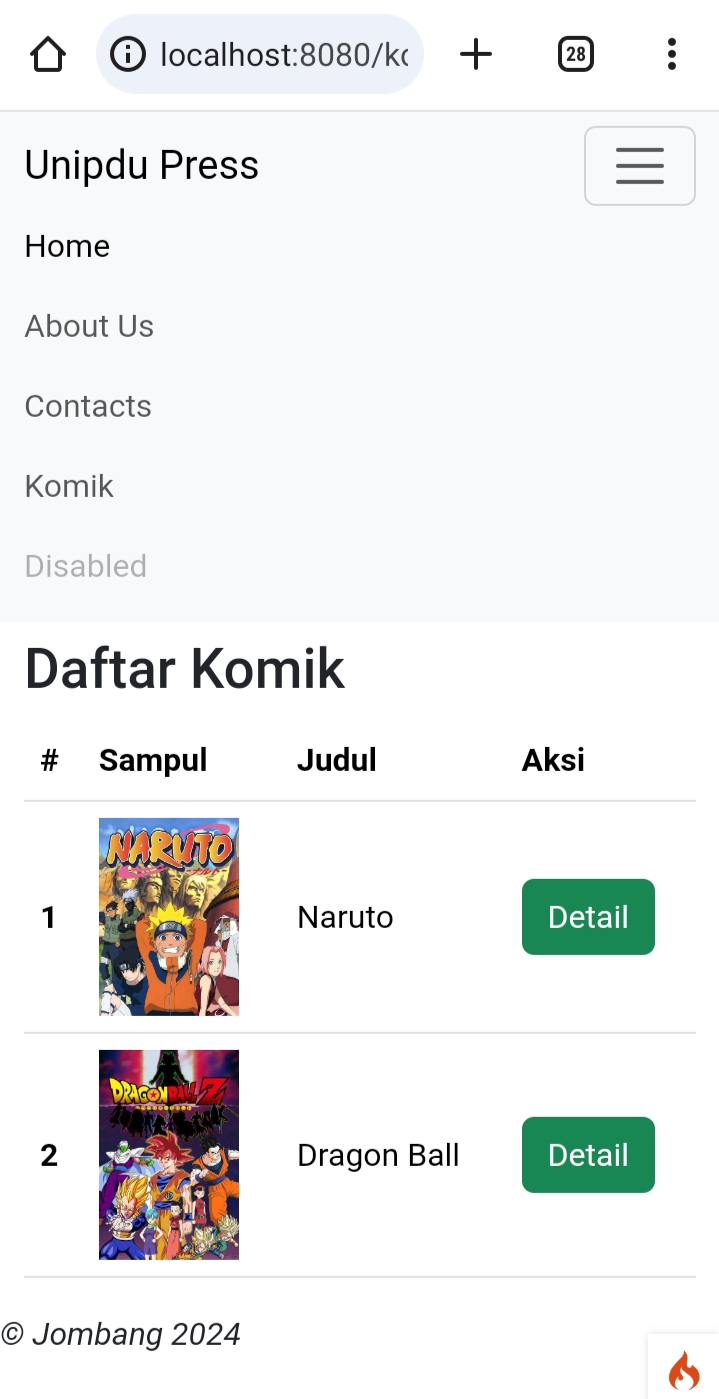 localhost:8080/ko
28
Unipdu Press
Home
About Us
Contacts
Komik
Disabled
Daftar Komik
# Sampul Judul Aksi
NARUTO
1 Naruto Detail
DRAGON BALL Z
2 Dragon Ball Detail
© Jombang 2024